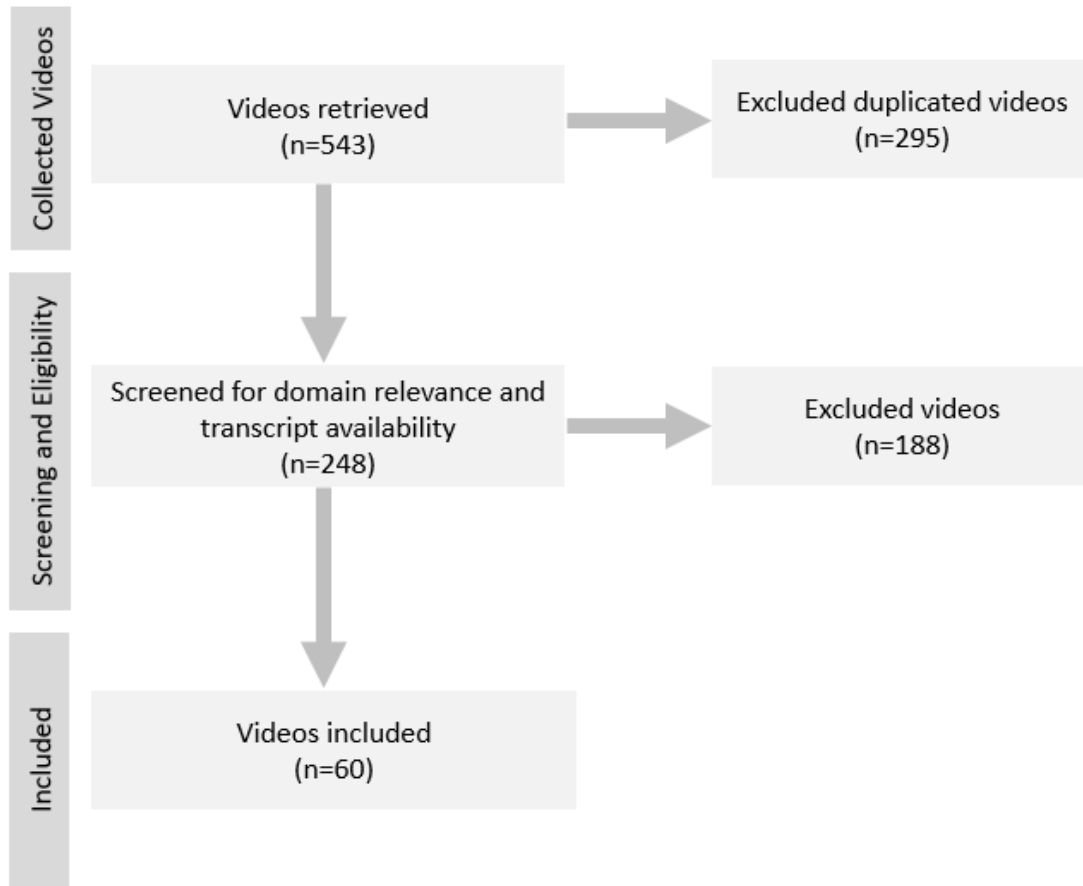 Collected Videos
Videos retrieved
(n=543)
Excluded duplicated videos
(n=295)
Screening and Eligibility
Screened for domain relevance and
transcript availability
(n=248)
Excluded videos
(n=188)
Included
Videos included
(n=60)